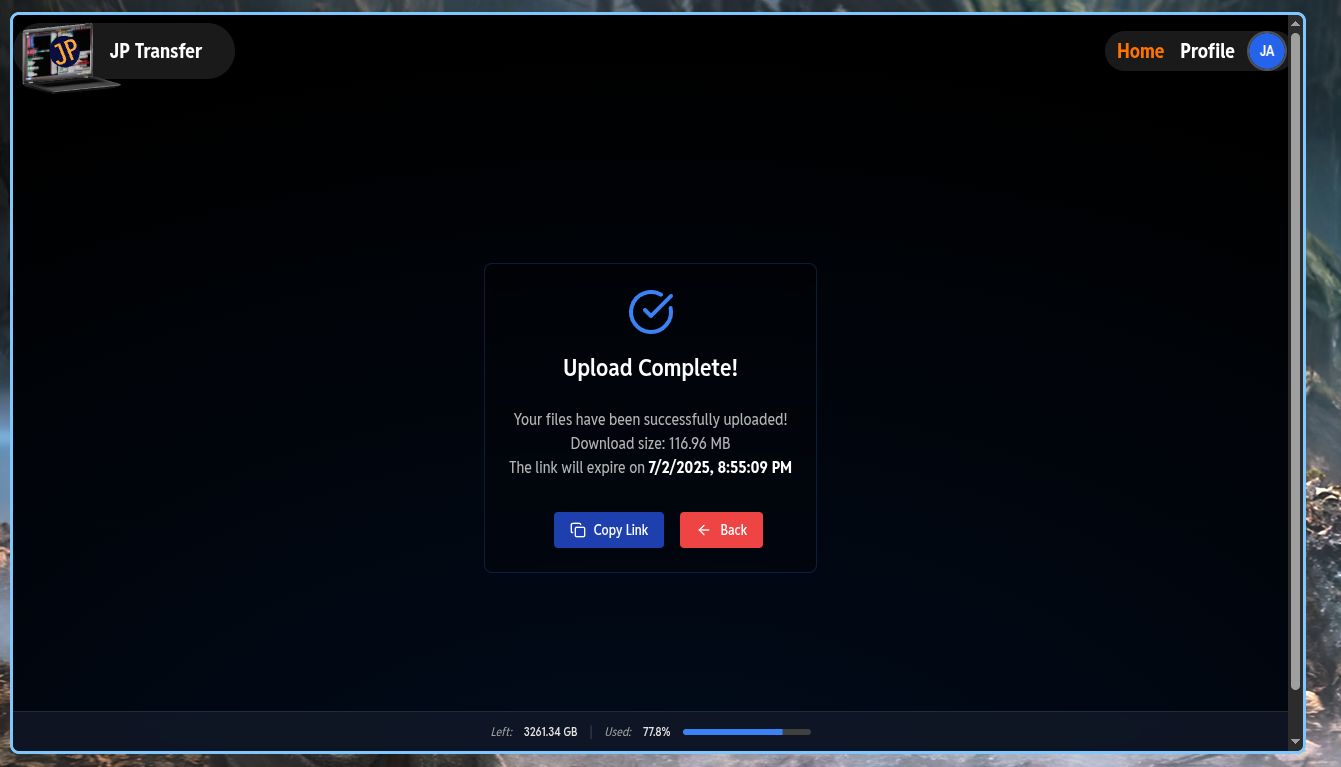 JP
JP Transfer
Home Profile JA
Upload Complete!
Your files have been successfully uploaded!
Download size: 116.96 MB
The link will expire on 7/2/2025, 8:55:09 PM
Copy Link
Back
Left: 3261.34 GB | Used: 77.8%